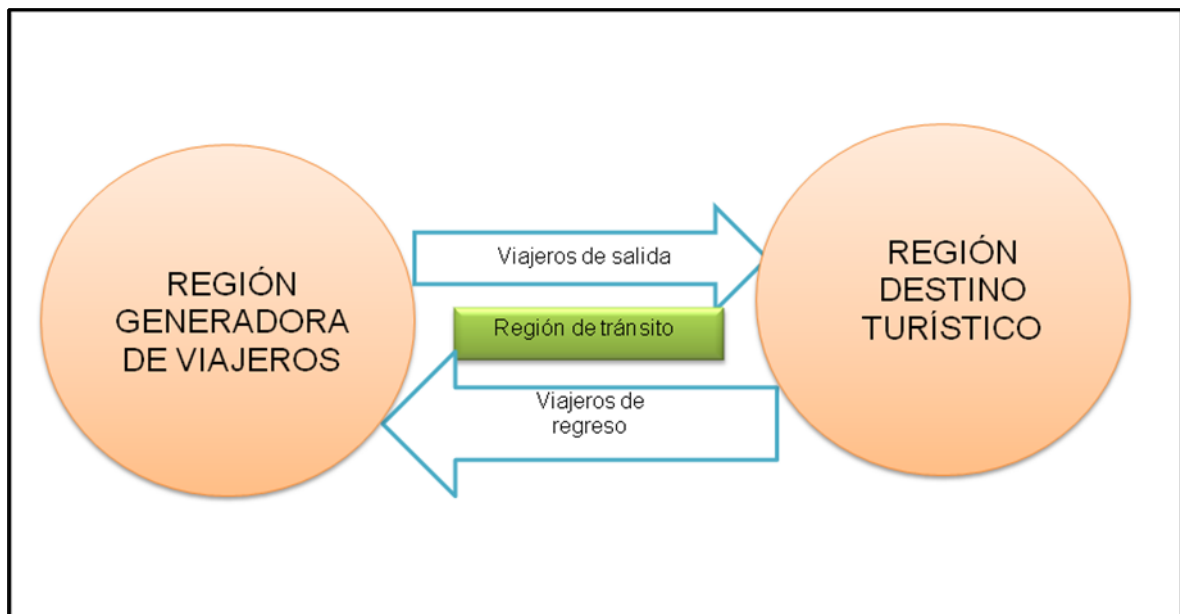 REGIÓN
GENERADORA
DE VIAJEROS
Viajeros de salida
Región de tránsito
Viajeros de
regreso
REGIÓN
DESTINO
TURÍSTICO